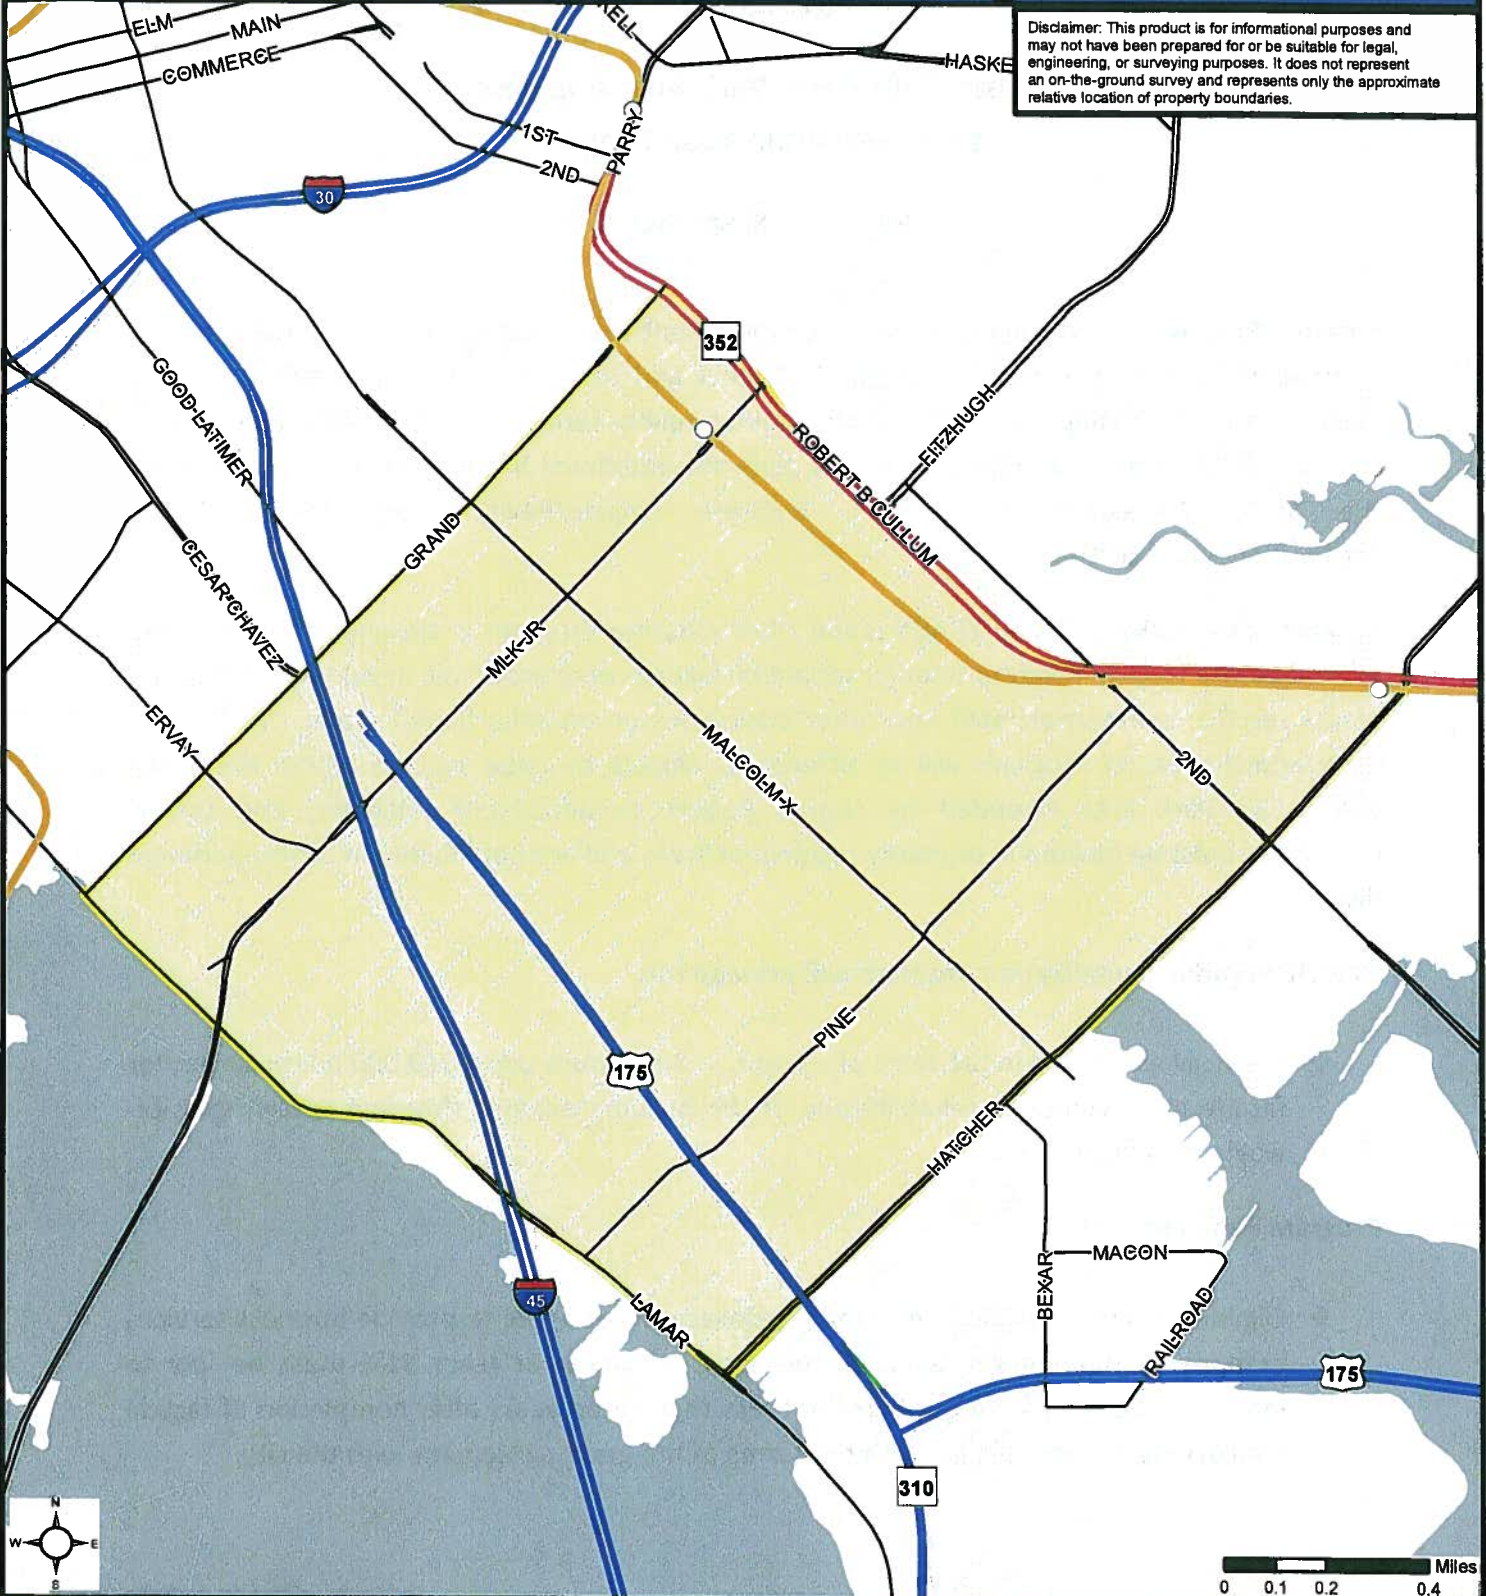 Disclaimer: This product is for informational purposes and
may not have been prepared for or be suitable for legal,
engineering, or surveying purposes. It does not represent
an on-the-ground survey and represents only the approximate
relative location of property boundaries.
ELM
MAIN
COMMERCE
HASKE
1ST
2ND
PARRY
30
352
GOOD-LATIMER
FITZHUGH
ROBERT B CULLUM
GRAND
CESAR CHAVEZ
MLK JR
ERVAY
MALCOLM X
2ND
PINE
175
HATCHER
MACON
BEXAR
RAILROAD
45
LAMAR
175
310
N
W E
S
Miles
0 0.1 0.2 0.4